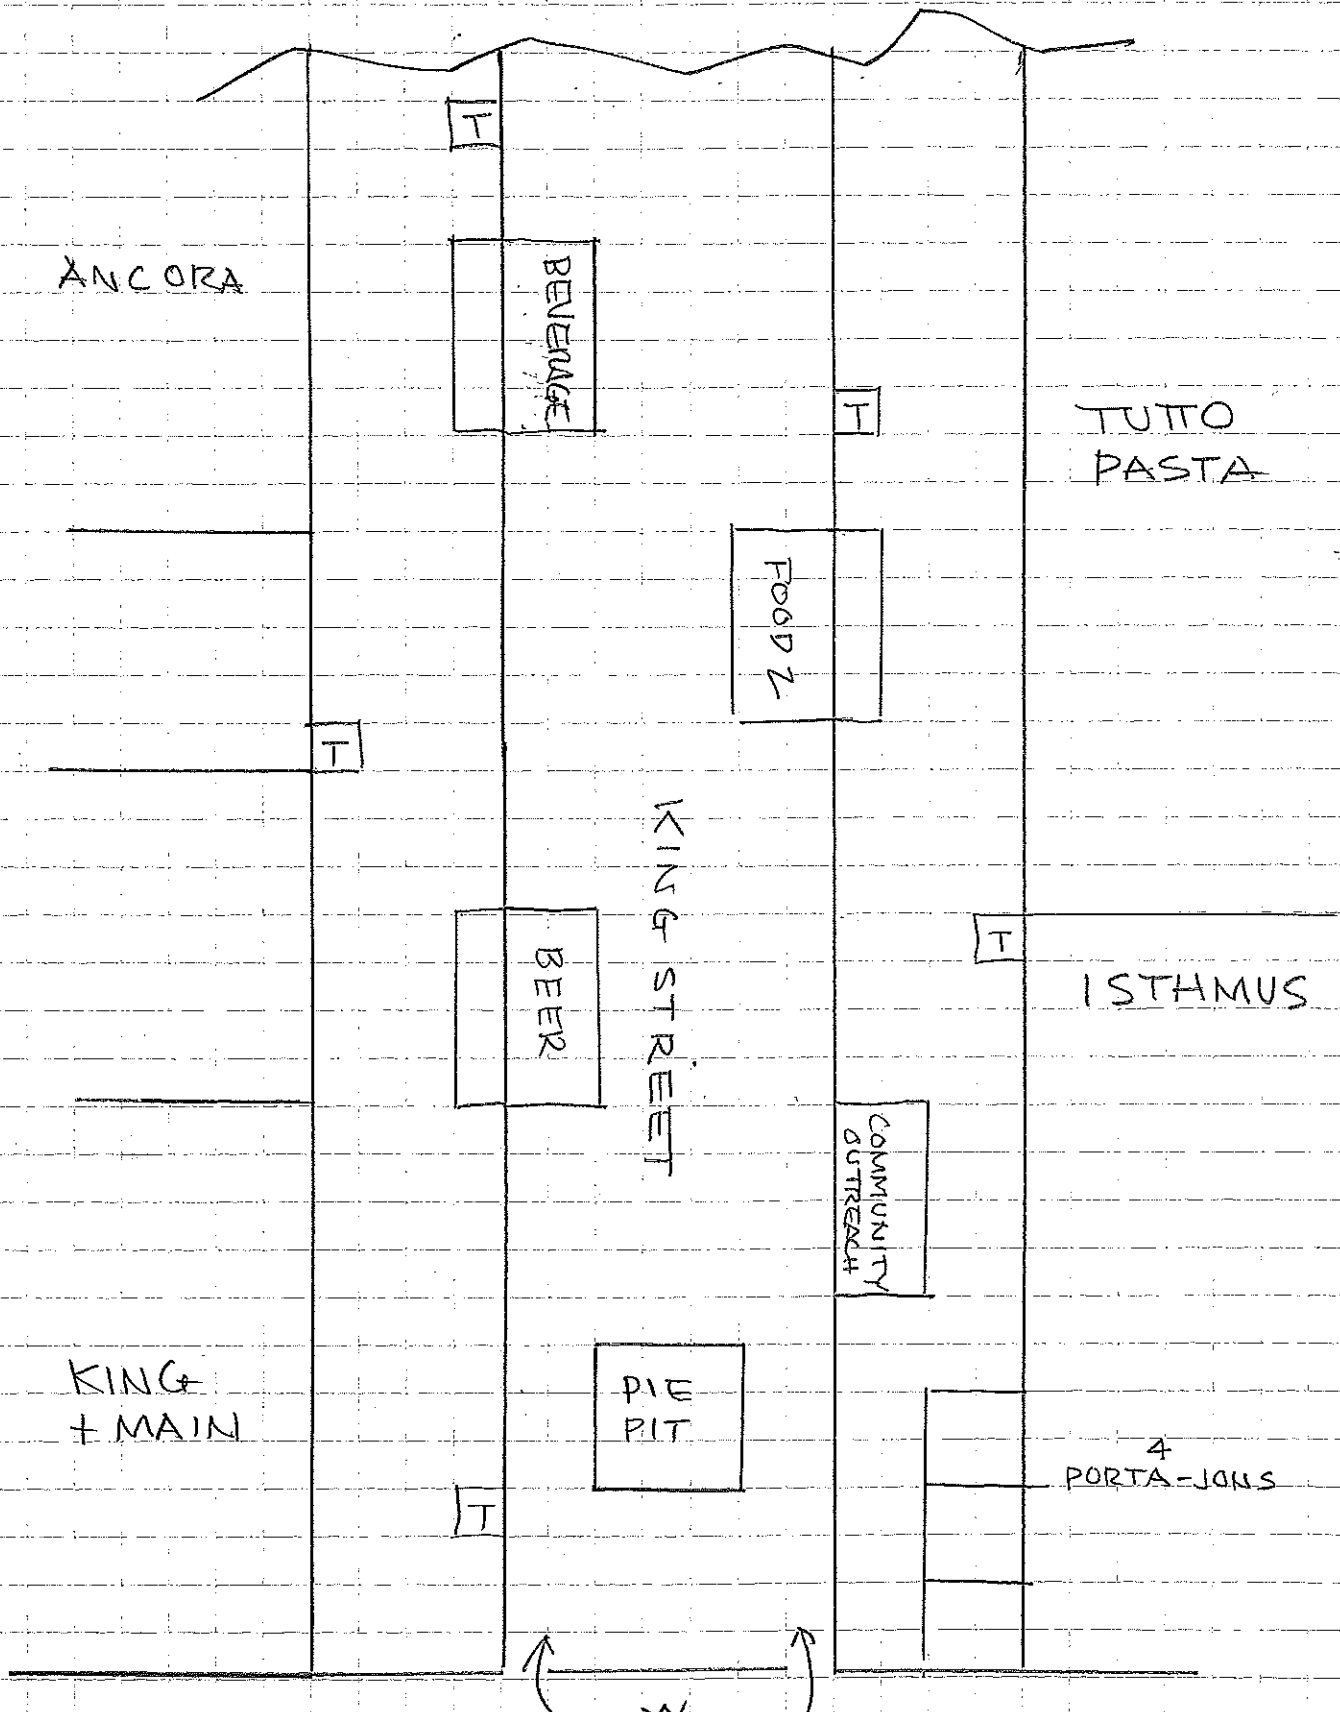 T
ANCORA
BEVERAGE
T
TUTTO
PASTA
FOOD 2
T
KING STREET
BEER
T
ISTHMUS
COMMUNITY
OUTREACH
KING
+ MAIN
PIE
PIT
4
PORTA-JONS
T